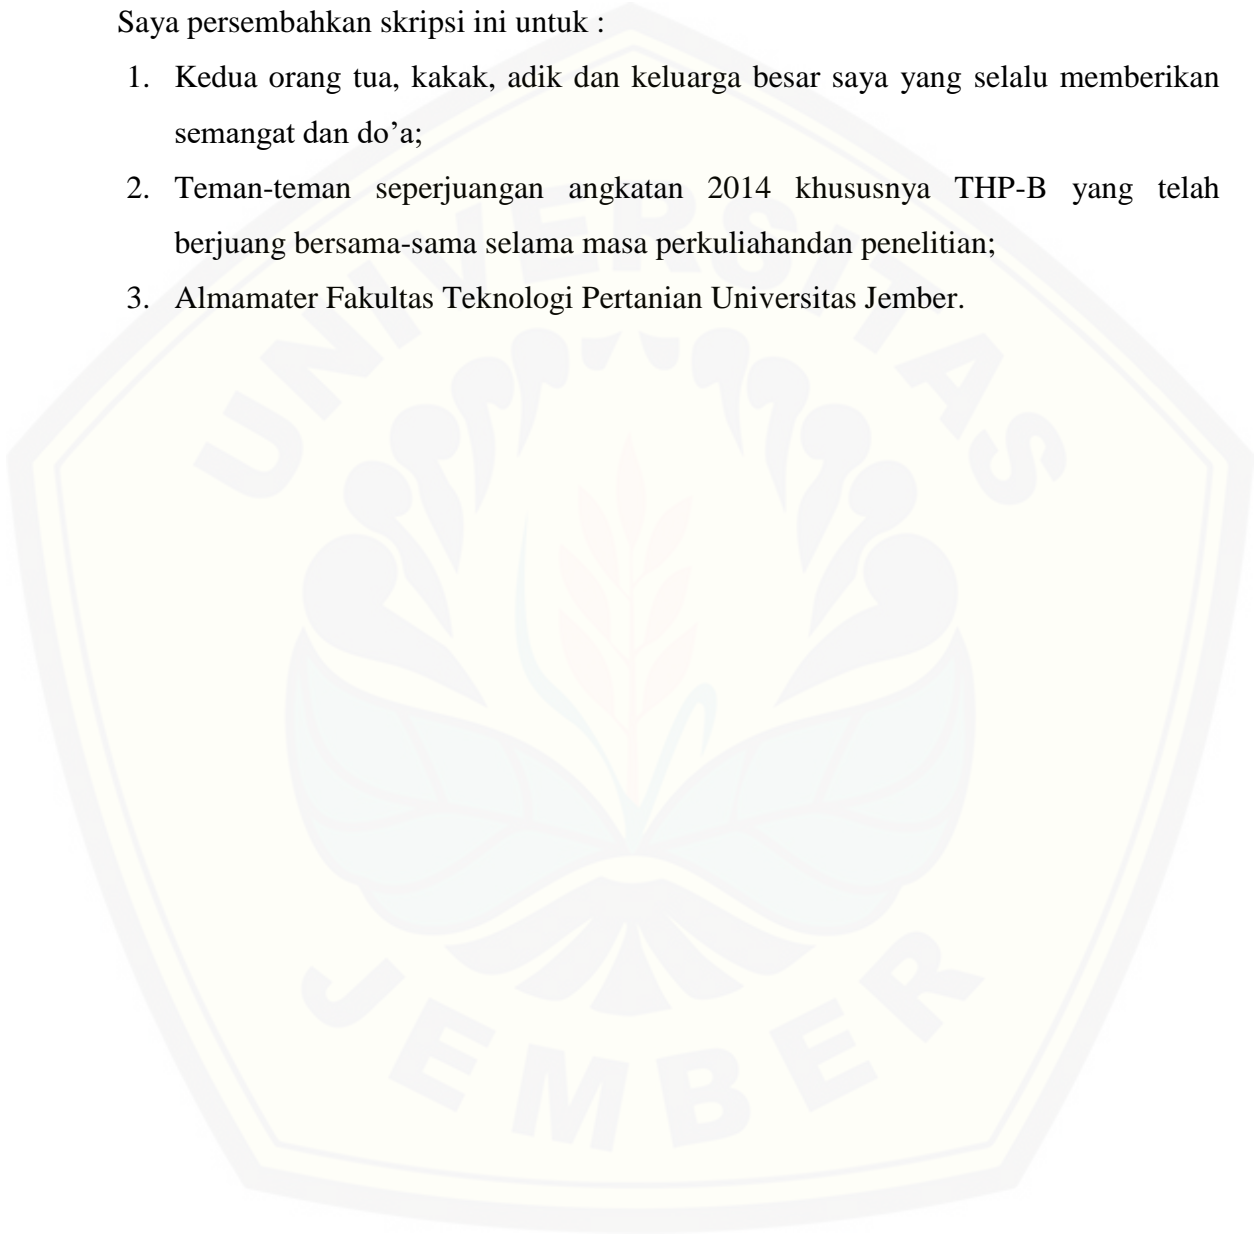 Saya persembahkan skripsi ini untuk :
1. Kedua orang tua, kakak, adik dan keluarga besar saya yang selalu memberikan
semangat dan do’a;
2. Teman-teman seperjuangan angkatan 2014 khususnya THP-B yang telah
berjuang bersama-sama selama masa perkuliahandan penelitian;
3. Almamater Fakultas Teknologi Pertanian Universitas Jember.
UNIVERSITAS
JEMBER